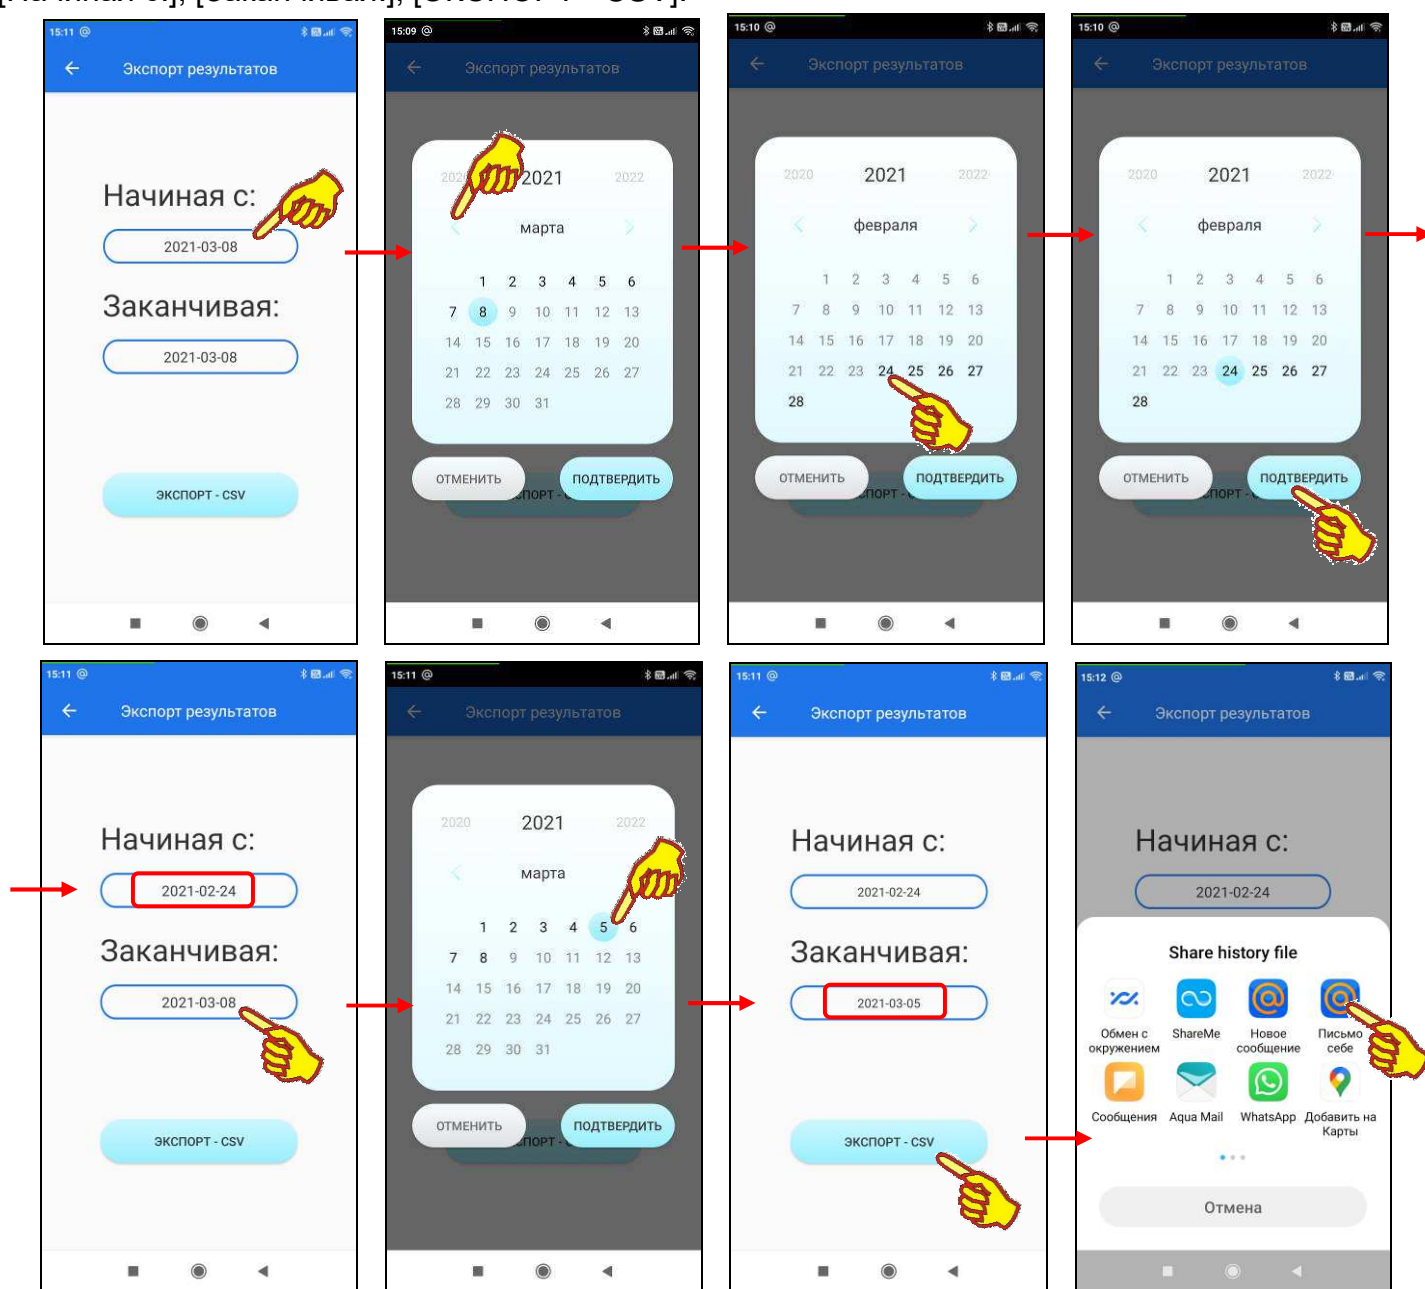 15:11 @
Экспорт результатов
Начиная с:
2021-03-08
Заканчивая:
2021-03-08
ЭКСПОРТ - CSV
15:09 @
Экспорт результатов
2021 2022
марта
1 2 3 4 5 6
7 8 9 10 11 12 13
14 15 16 17 18 19 20
21 22 23 24 25 26 27
28 29 30 31
ОТМЕНИТЬ ПОДТВЕРДИТЬ
15:10 @
Экспорт результатов
2020 2021 2022
февраля
1 2 3 4 5 6
7 8 9 10 11 12 13
14 15 16 17 18 19 20
21 22 23 24 25 26 27
28
ОТМЕНИТЬ ПОДТВЕРДИТЬ
15:10 @
Экспорт результатов
2020 2021 2022
февраля
1 2 3 4 5 6
7 8 9 10 11 12 13
14 15 16 17 18 19 20
21 22 23 24 25 26 27
28
ОТМЕНИТЬ ПОДТВЕРДИТЬ
15:11 @
Экспорт результатов
Начиная с:
2021-02-24
Заканчивая:
2021-03-08
ЭКСПОРТ - CSV
15:11 @
Экспорт результатов
2020 2021 2022
марта
1 2 3 4 5 6
7 8 9 10 11 12 13
14 15 16 17 18 19 20
21 22 23 24 25 26 27
28 29 30 31
ОТМЕНИТЬ ПОДТВЕРДИТЬ
15:11 @
Экспорт результатов
Начиная с:
2021-02-24
Заканчивая:
2021-03-05
ЭКСПОРТ - CSV
15:12 @
Экспорт результатов
Начиная с:
2021-02-24
Share history file
Обмен с окружением
ShareMe
Новое сообщение
Письмо себе
Сообщения
Aqua Mail
WhatsApp
Добавить на Карты
Отмена